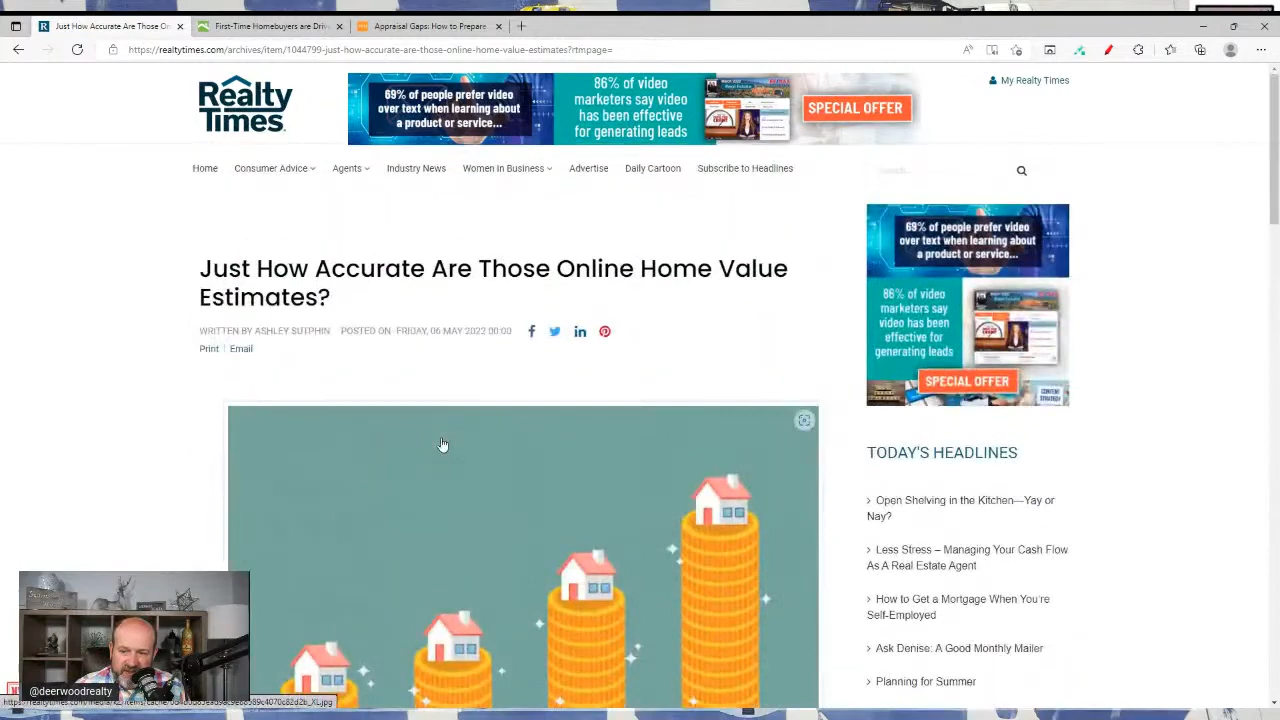 Just How Accurate Are Those On
First-Time Homebuyers are Driv
Appraisal Gaps: How to Prepare
https://realtytimes.com/archives/item/1044799-just-how-accurate-are-those-online-home-value-estimates?rtmpage=
Realty
Times
69% of people prefer video
over text when learning about
a product or service...
86% of video
marketers say video
has been effective
for generating leads
SPECIAL OFFER
My Realty Times
Home Consumer Advice Agents Industry News Women in Business Advertise Daily Cartoon Subscribe to Headlines
Search...
Just How Accurate Are Those Online Home Value
Estimates?
WRITTEN BY ASHLEY SUTPHIN POSTED ON FRIDAY, 06 MAY 2022 00:00
Print Email
69% of people prefer video
over text when learning about
a product or service...
86% of video
marketers say
video has been
effective for
generating leads
SPECIAL OFFER
CONTENT
STRATEGY
TODAY'S HEADLINES
Open Shelving in the Kitchen—Yay or
Nay?
Less Stress – Managing Your Cash Flow
As A Real Estate Agent
How to Get a Mortgage When You're
Self-Employed
Ask Denise: A Good Monthly Mailer
Planning for Summer
@deerwoodrealty